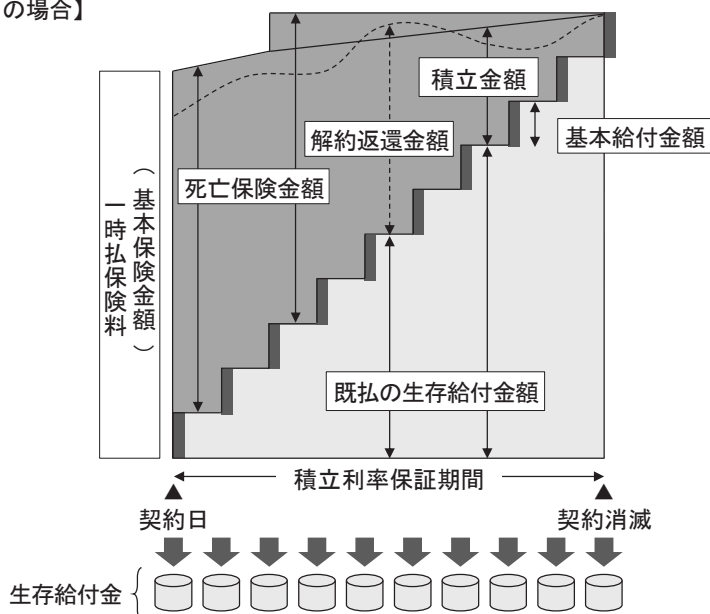 の場合】
積立金額
解約返還金額
基本給付金額
死亡保険金額
一時払保険料
（基本保険金額）
既払の生存給付金額
積立利率保証期間
契約日
契約消滅
生存給付金